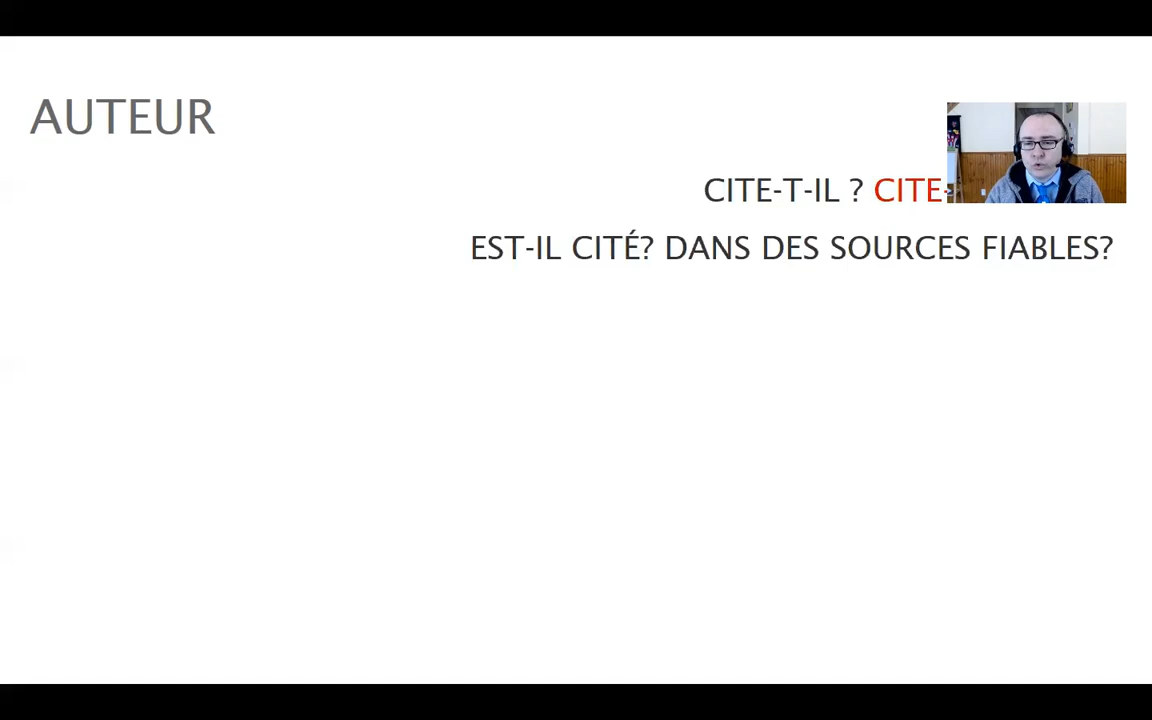 AUTEUR
CITE-T-IL ? CITE-
EST-IL CITÉ? DANS DES SOURCES FIABLES?